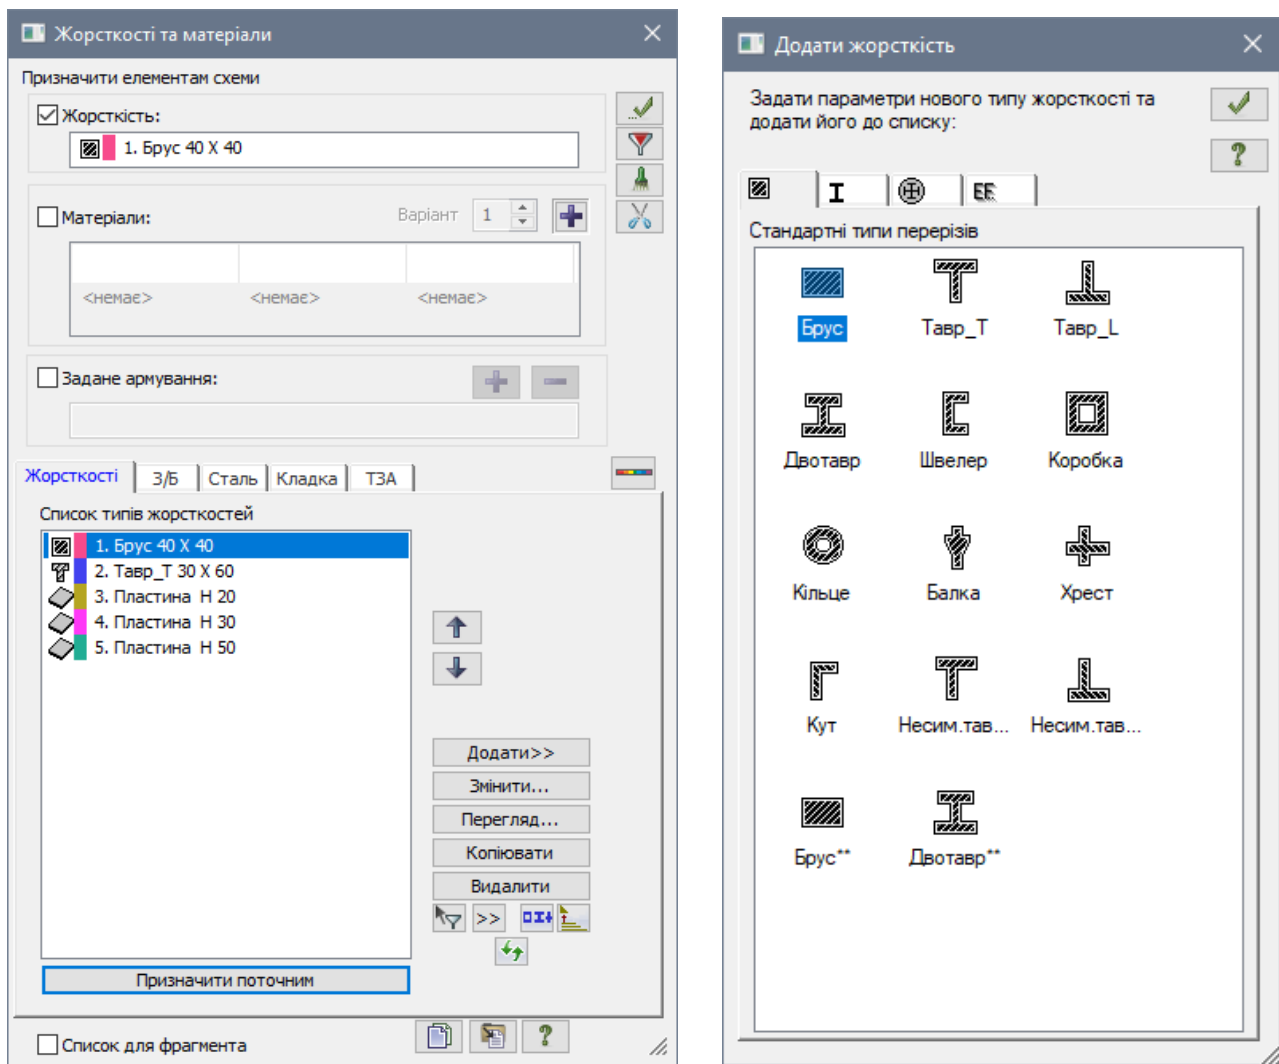 Жорсткості та матеріали
Призначити елементам схеми
Жорсткість:
1. Брус 40 X 40
Матеріали:
Варіант 1
<немає> <немає> <немає>
Задане армування:
Жорсткості З/Б Сталь Кладка ТЗА
Список типів жорсткостей
1. Брус 40 X 40
2. Тавр_Т 30 X 60
3. Пластина Н 20
4. Пластина Н 30
5. Пластина Н 50
Додати>>
Змінити...
Перегляд...
Копіювати
Видалити
>>
Призначити поточним
Список для фрагмента
Додати жорсткість
Задати параметри нового типу жорсткості та
додати його до списку:
Стандартні типи перерізів
Брус Тавр_Т Тавр_L
Двотавр Швелер Коробка
Кільце Балка Хрест
Кут Несим.тав... Несим.тав...
Брус** Двотавр**